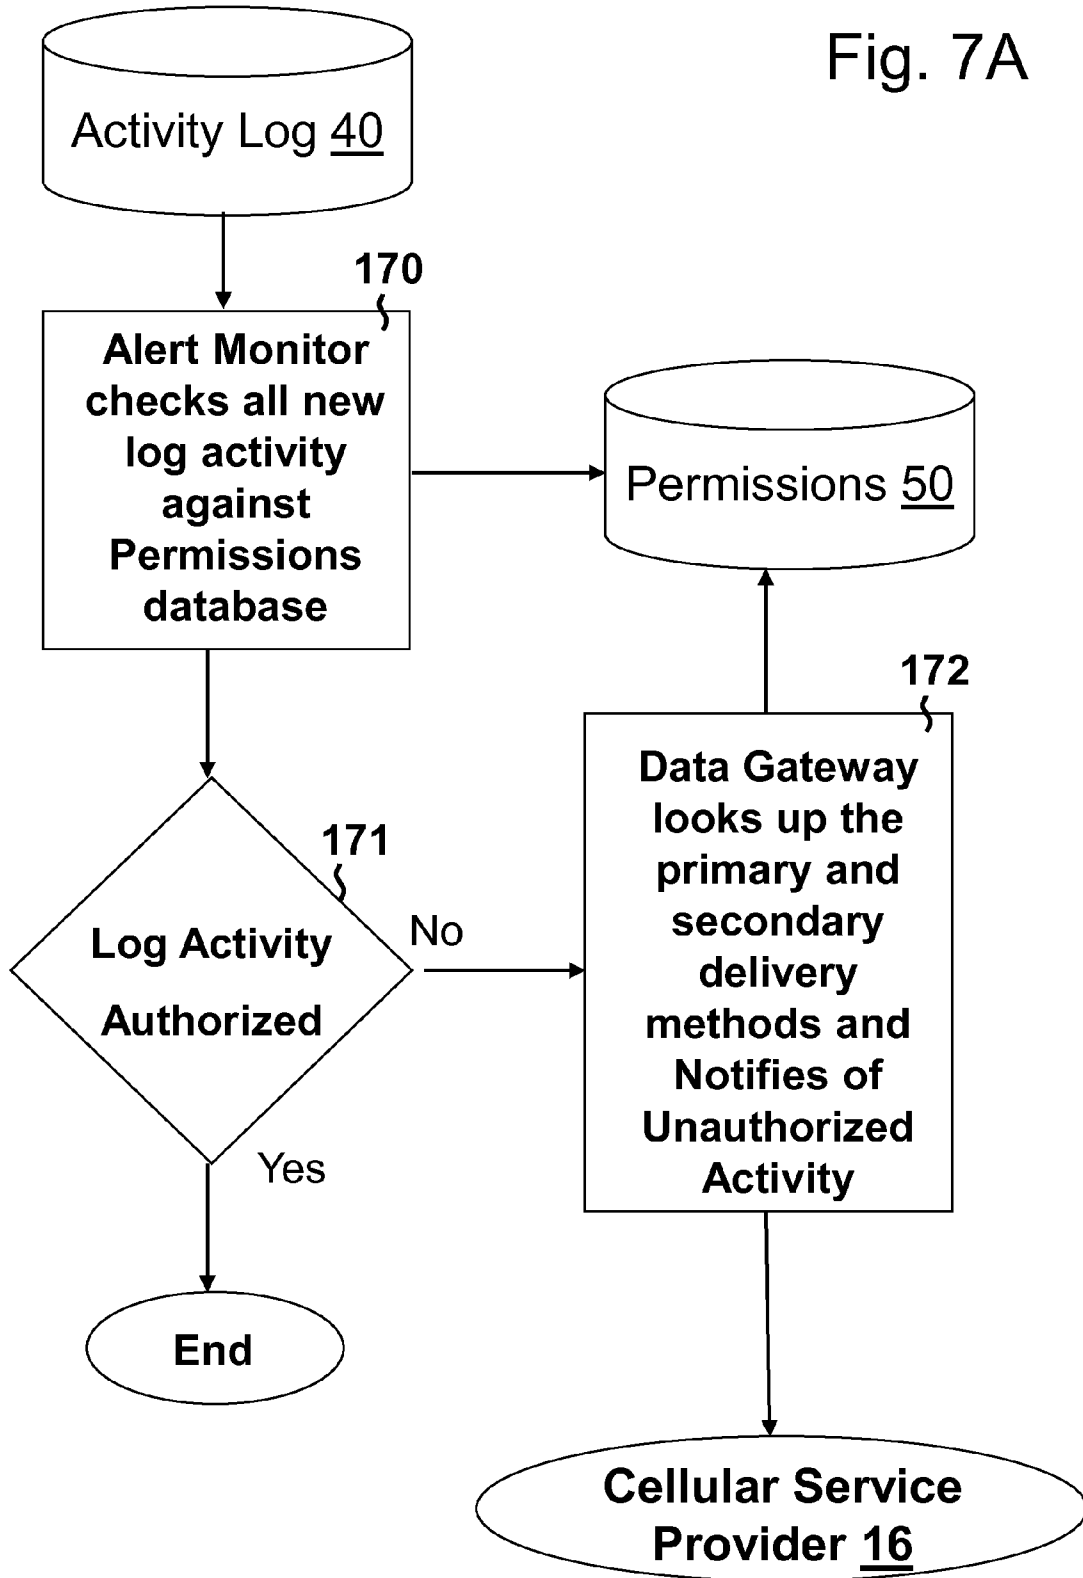 Fig. 7A
Activity Log 40
170
Alert Monitor
checks all new
log activity
against
Permissions
database
Permissions 50
172
Data Gateway
looks up the
primary and
secondary
delivery
methods and
Notifies of
Unauthorized
Activity
171
Log Activity
Authorized
No
Yes
End
Cellular Service
Provider 16